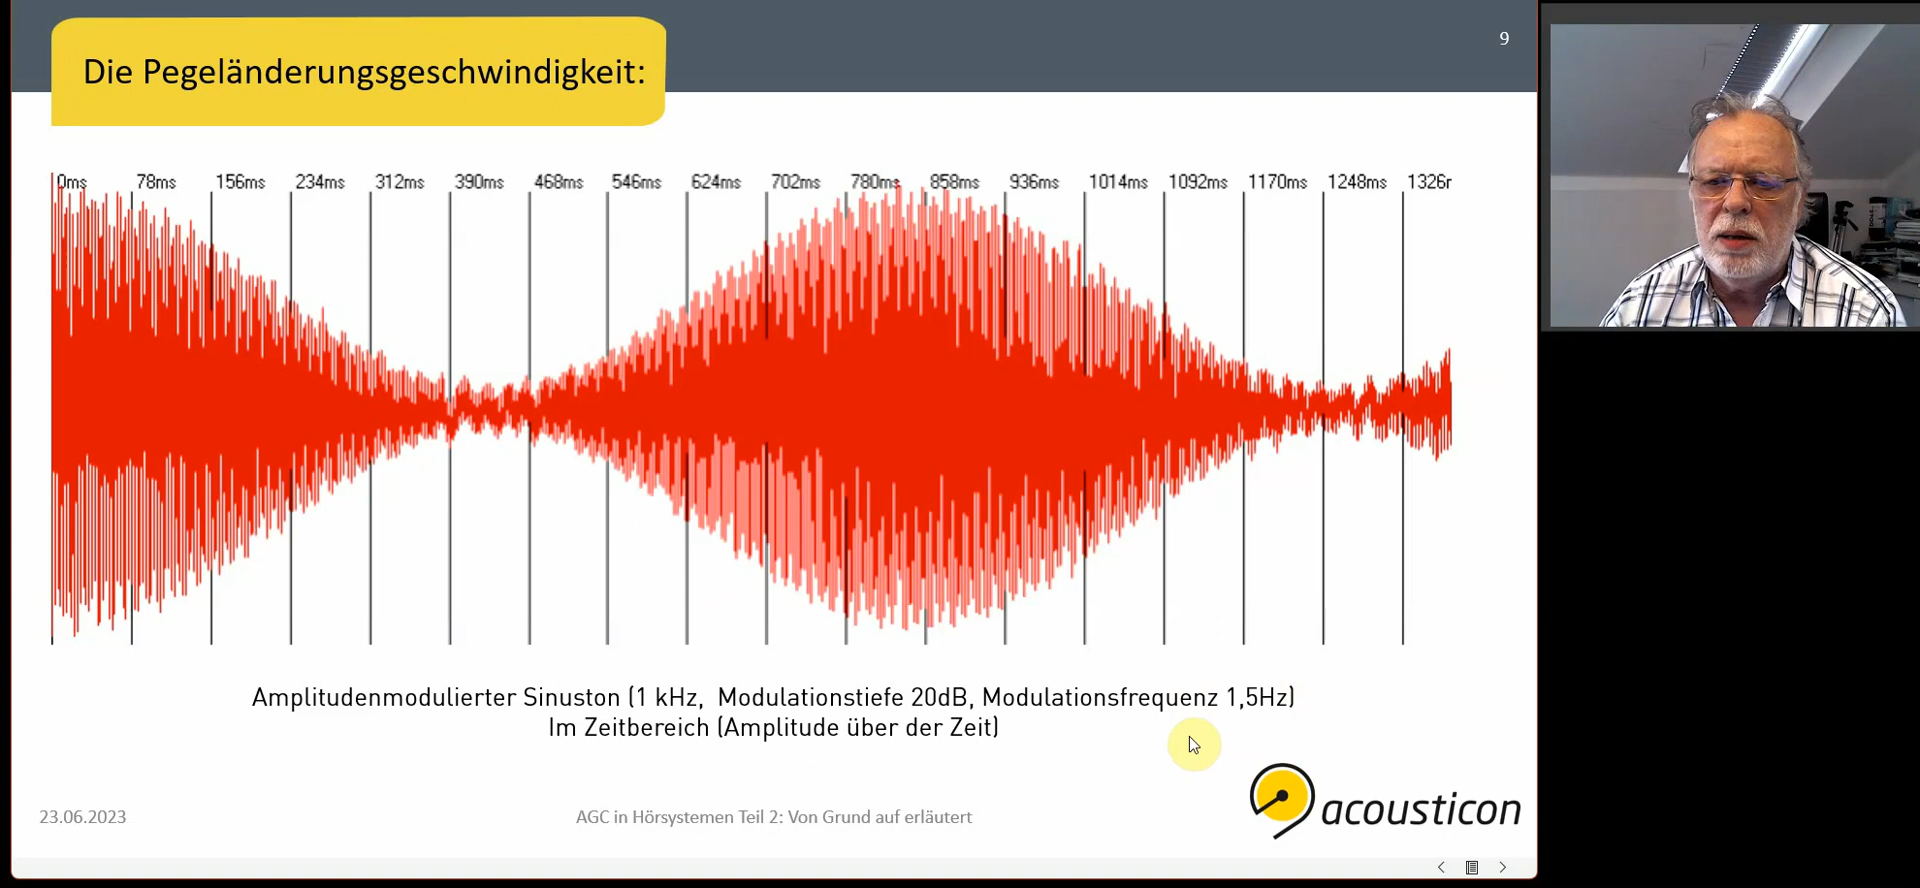 Die Pegeländerungsgeschwindigkeit:
9
0ms 78ms 156ms 234ms 312ms 390ms 468ms 546ms 624ms 702ms 780ms 858ms 936ms 1014ms 1092ms 1170ms 1248ms 1326r
Amplitudenmodulierter Sinuston (1 kHz, Modulationstiefe 20dB, Modulationsfrequenz 1,5Hz)
Im Zeitbereich (Amplitude über der Zeit)
acousticon
23.06.2023
AGC in Hörsystemen Teil 2: Von Grund auf erläutert